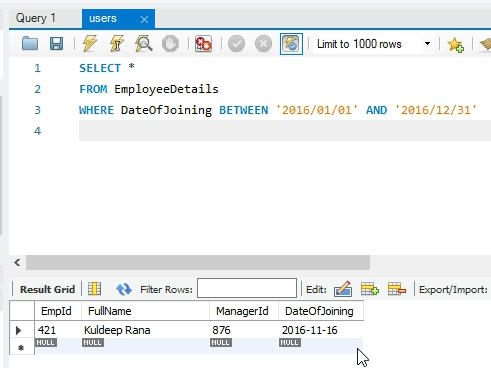 Query 1 users
Limit to 1000 rows
1 SELECT *
2 FROM EmployeeDetails
3 WHERE DateOfJoining BETWEEN '2016/01/01' AND '2016/12/31'
4
Result Grid Filter Rows: Edit: Export/Import:
EmpId FullName ManagerId DateOfJoining
421 Kuldeep Rana 876 2016-11-16
NULL NULL NULL NULL